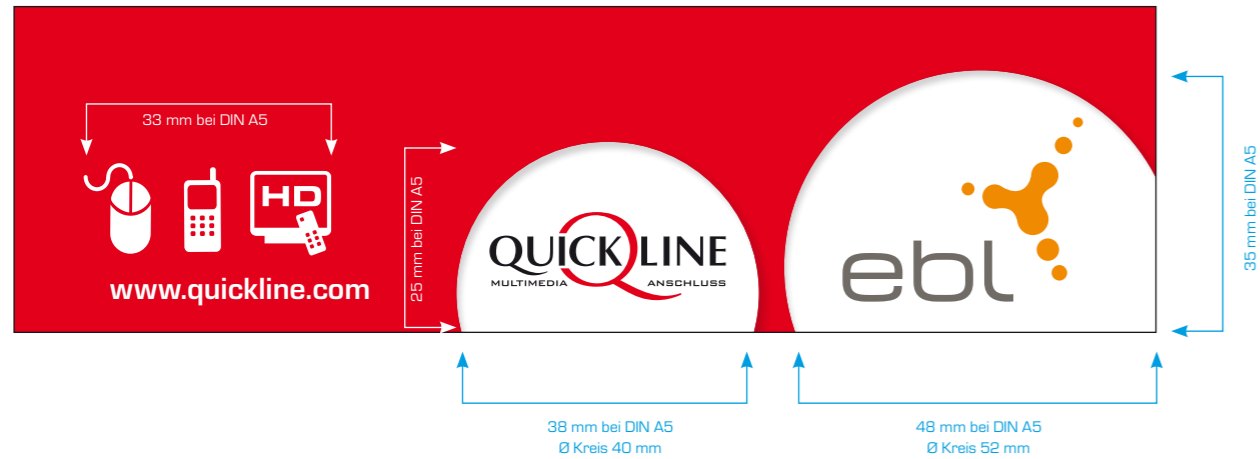 33 mm bei DIN A5
HD
www.quickline.com
25 mm bei DIN A5
QUICKLINE
MULTIMEDIA ANSCHLUSS
ebl
35 mm bei DIN A5
38 mm bei DIN A5
Ø Kreis 40 mm
48 mm bei DIN A5
Ø Kreis 52 mm